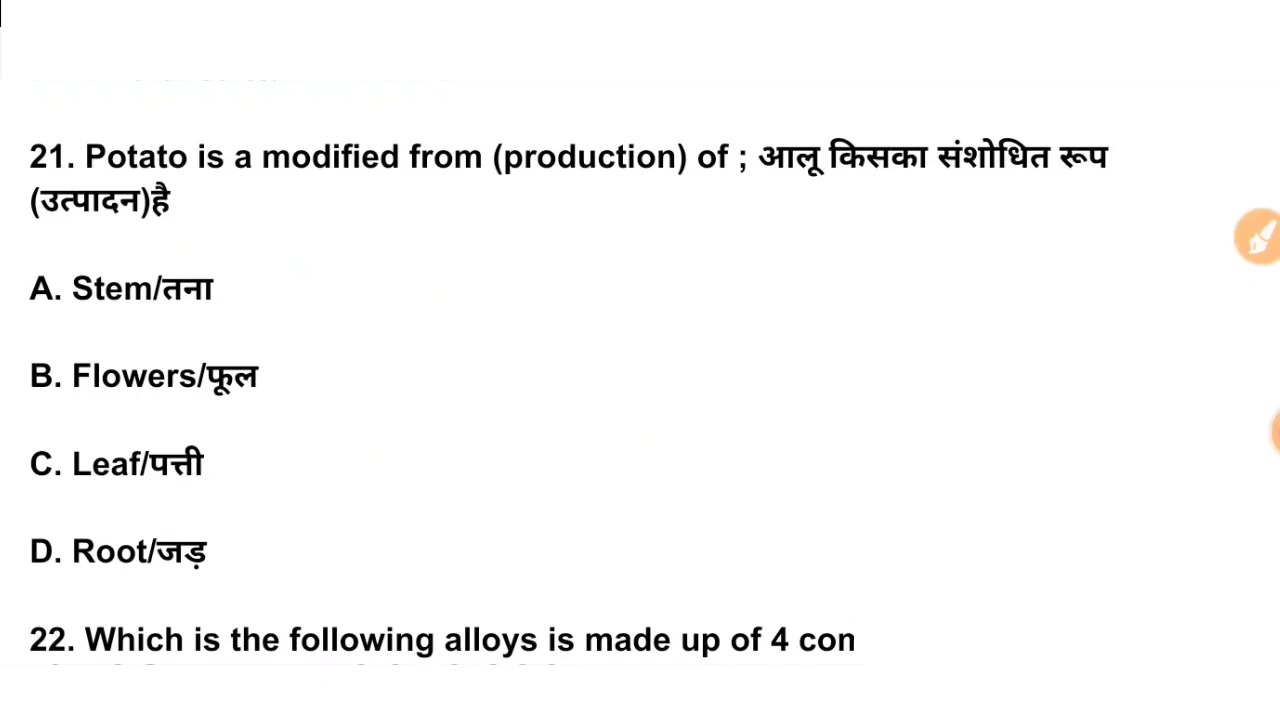 21. Potato is a modified from (production) of ; आलू किसका संशोधित रूप
(उत्पादन)है
A. Stem/तना
B. Flowers/फूल
C. Leaf/पत्ती
D. Root/जड़
22. Which is the following alloys is made up of 4 con